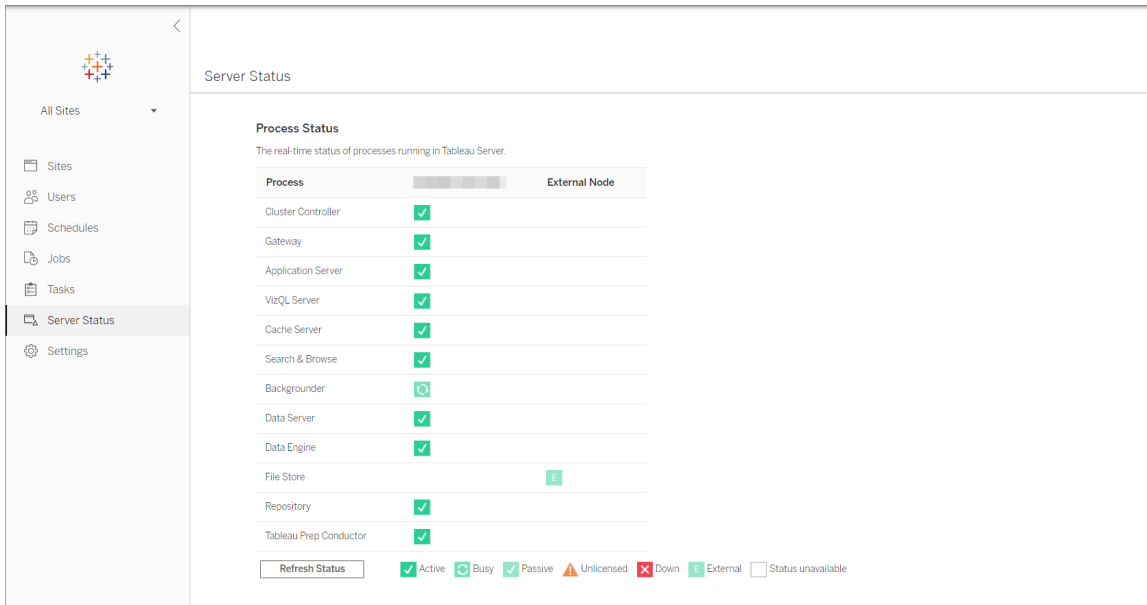 All Sites
Sites
Users
Schedules
Jobs
Tasks
Server Status
Settings
Server Status
Process Status
The real-time status of processes running in Tableau Server.
Process External Node
Cluster Controller
Gateway
Application Server
VizQL Server
Cache Server
Search & Browse
Backgrounder
Data Server
Data Engine
File Store E
Repository
Tableau Prep Conductor
Refresh Status Active Busy Passive Unlicensed Down E External Status unavailable